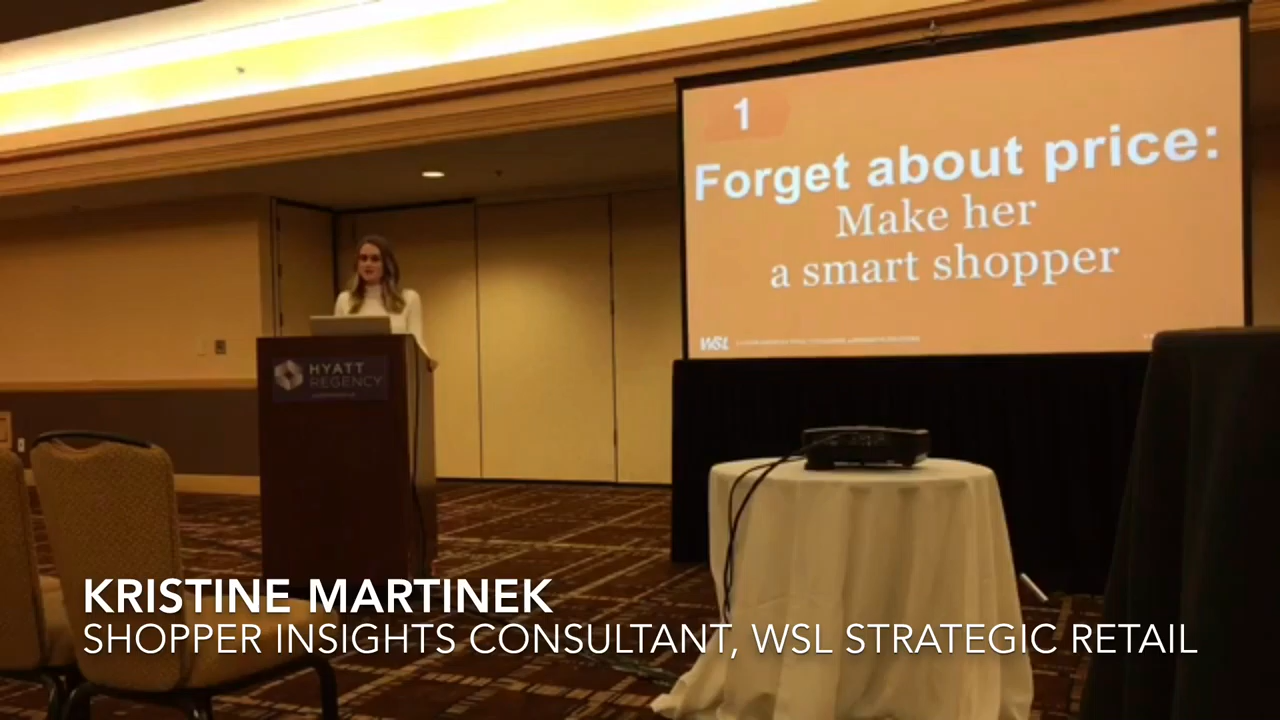 1
Forget about price:
Make her
a smart shopper
WSL
HYATT
REGENCY
KRISTINE MARTINEK
SHOPPER INSIGHTS CONSULTANT, WSL STRATEGIC RETAIL